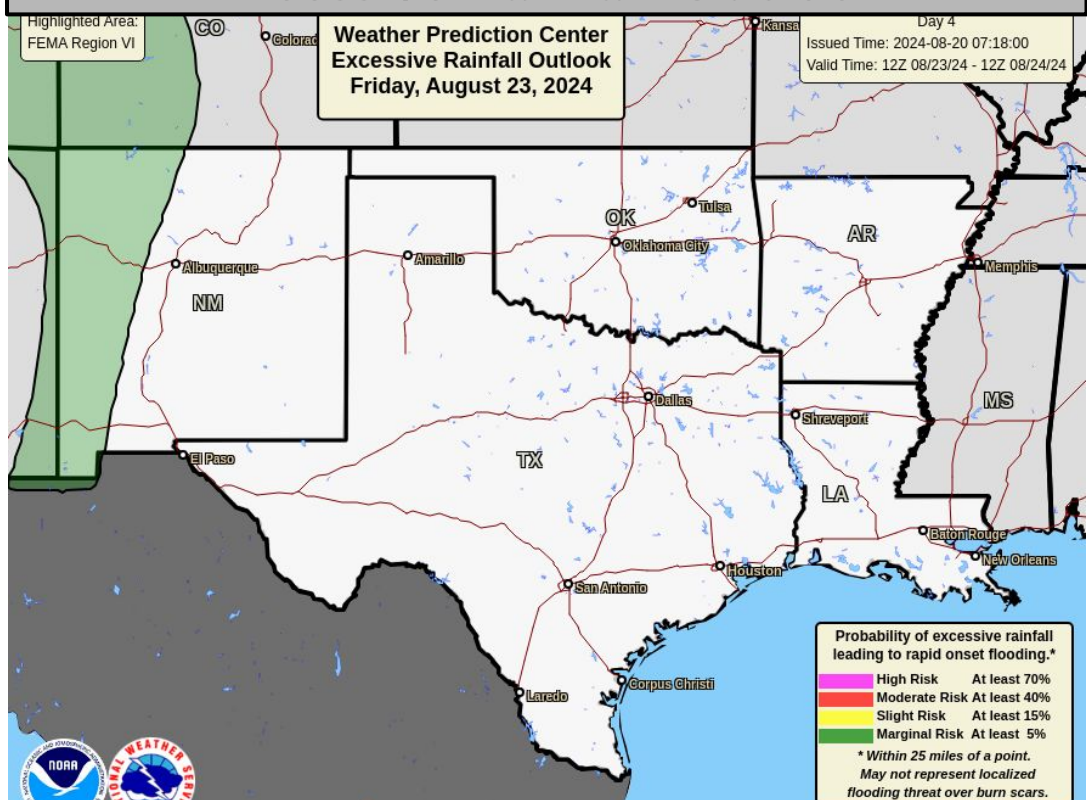 Highlighted Area:
FEMA Region VI
Weather Prediction Center
Excessive Rainfall Outlook
Friday, August 23, 2024
Day 4
Issued Time: 2024-08-20 07:18:00
Valid Time: 12Z 08/23/24 - 12Z 08/24/24
CO
Colorad
Kansa
Tulsa
OK
Oklahoma City
AR
Albuquerque
Amarillo
Memphis
NM
Dallas
Shreveport
MS
El Paso
TX
LA
Baton Rouge
New Orleans
Houston
San Antonio
Corpus Christi
Laredo
Probability of excessive rainfall
leading to rapid onset flooding.*
High Risk At least 70%
Moderate Risk At least 40%
Slight Risk At least 15%
Marginal Risk At least 5%
* Within 25 miles of a point.
May not represent localized
flooding threat over burn scars.
NOAA
WEATHER